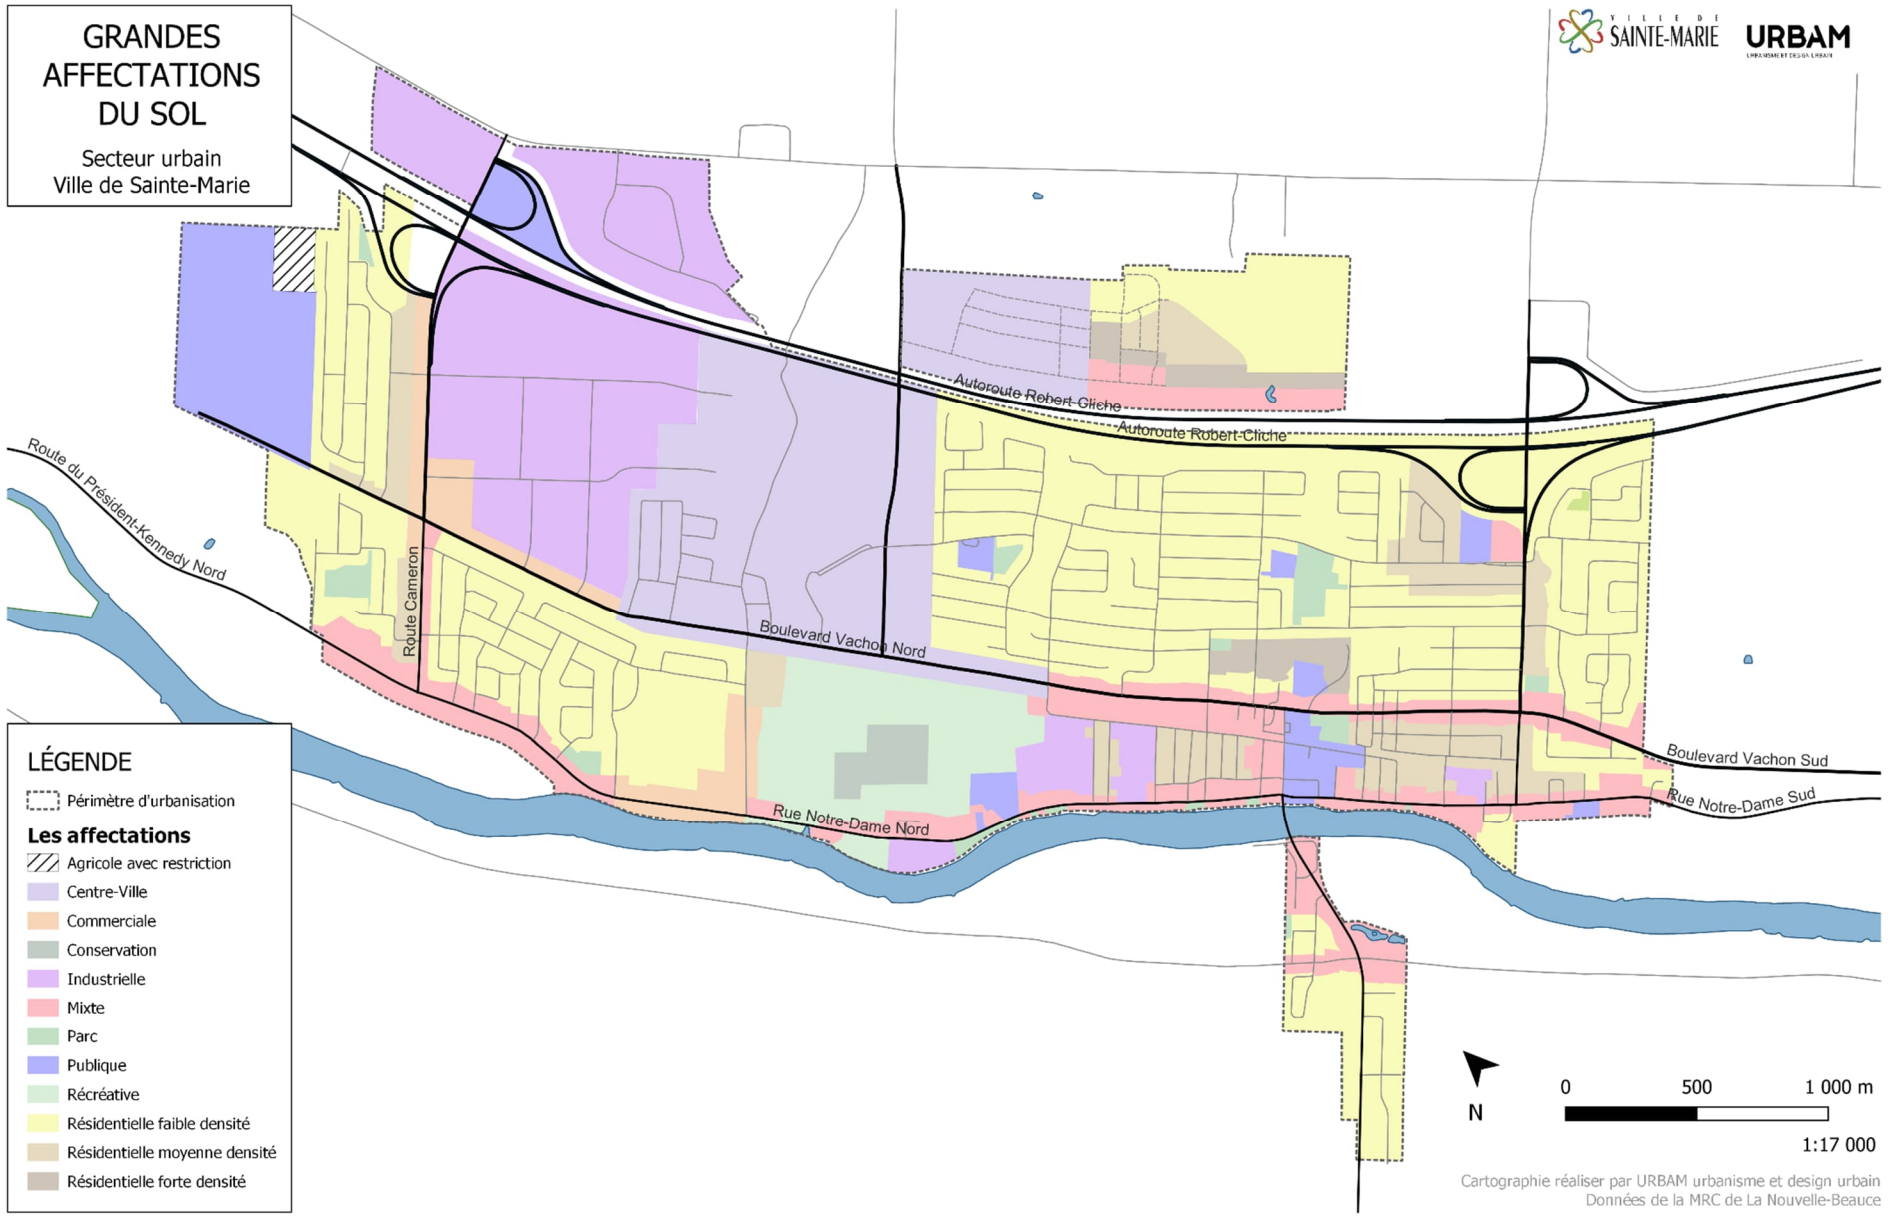 GRANDES
AFFECTATIONS
DU SOL
Secteur urbain
Ville de Sainte-Marie
VILLE DE
SAINTE-MARIE
URBAM
URBANISME ET DESIGN URBAIN
Autoroute Robert-Cliche
Autoroute Robert-Cliche
Route du Président-Kennedy Nord
Route Cameron
Boulevard Vachon Nord
Rue Notre-Dame Nord
Boulevard Vachon Sud
Rue Notre-Dame Sud
LÉGENDE
Périmètre d'urbanisation
Les affectations
Agricole avec restriction
Centre-Ville
Commerciale
Conservation
Industrielle
Mixte
Parc
Publique
Récréative
Résidentielle faible densité
Résidentielle moyenne densité
Résidentielle forte densité
N
0 500 1 000 m
1:17 000
Cartographie réaliser par URBAM urbanisme et design urbain
Données de la MRC de La Nouvelle-Beauce